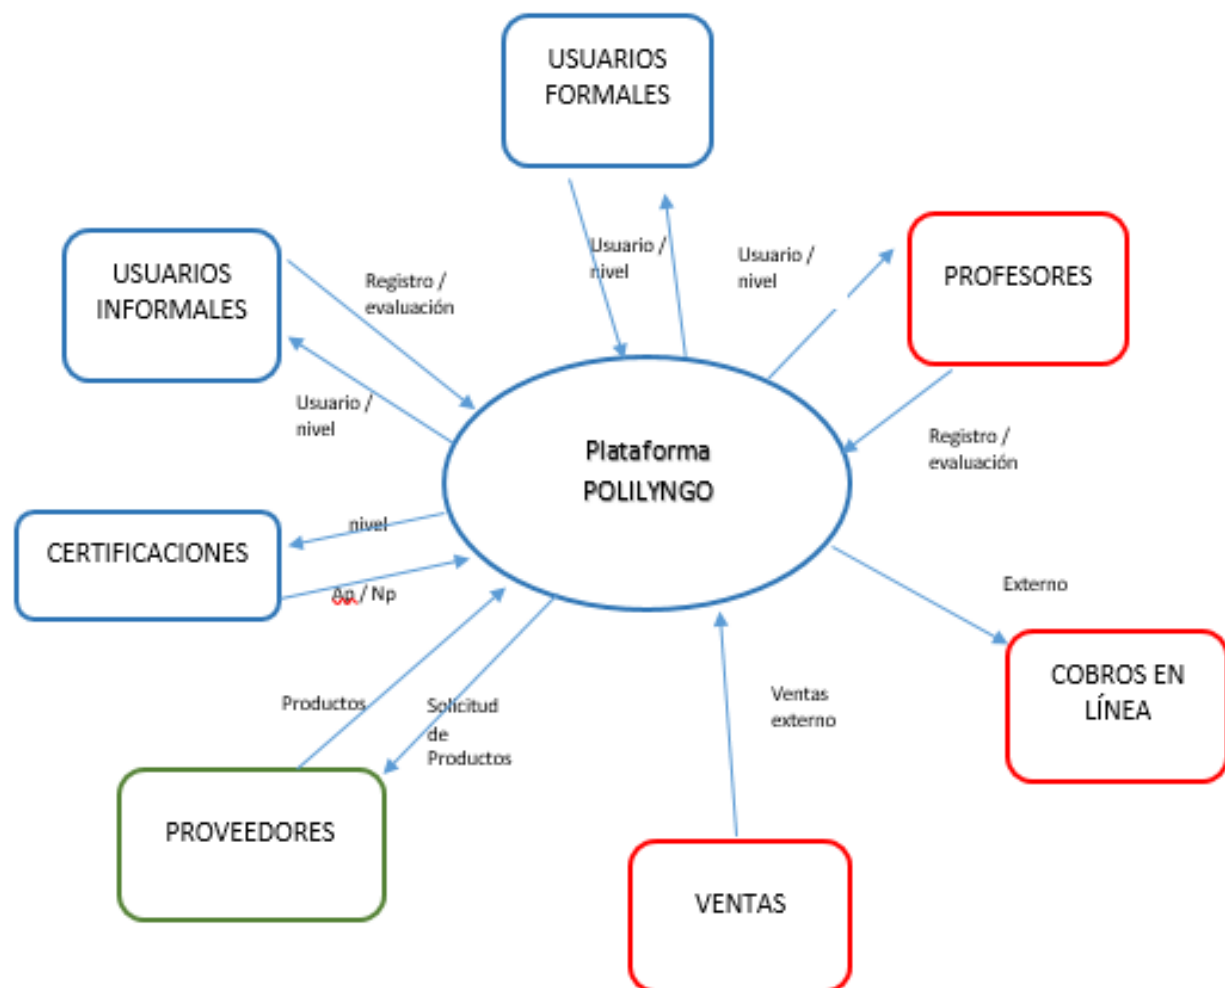 USUARIOS
FORMALES
USUARIOS
INFORMALES
Registro /
evaluación
Usuario /
nivel
Usuario /
nivel
PROFESORES
Usuario /
nivel
Registro /
evaluación
Plataforma
POLILYNGO
CERTIFICACIONES
nivel
Ap / Np
Externo
COBROS EN
LÍNEA
Productos
Solicitud
de
Productos
Ventas
externo
PROVEEDORES
VENTAS